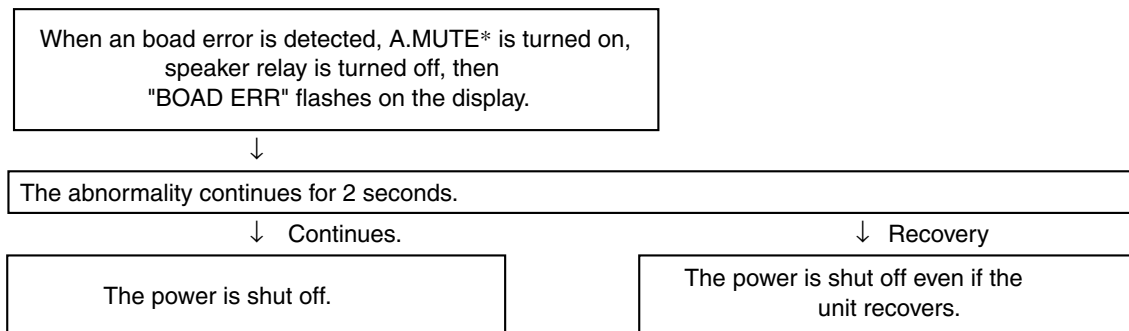 When an boad error is detected, A.MUTE* is turned on,
speaker relay is turned off, then
"BOAD ERR" flashes on the display.
↓
The abnormality continues for 2 seconds.
↓ Continues.
↓ Recovery
The power is shut off.
The power is shut off even if the
unit recovers.